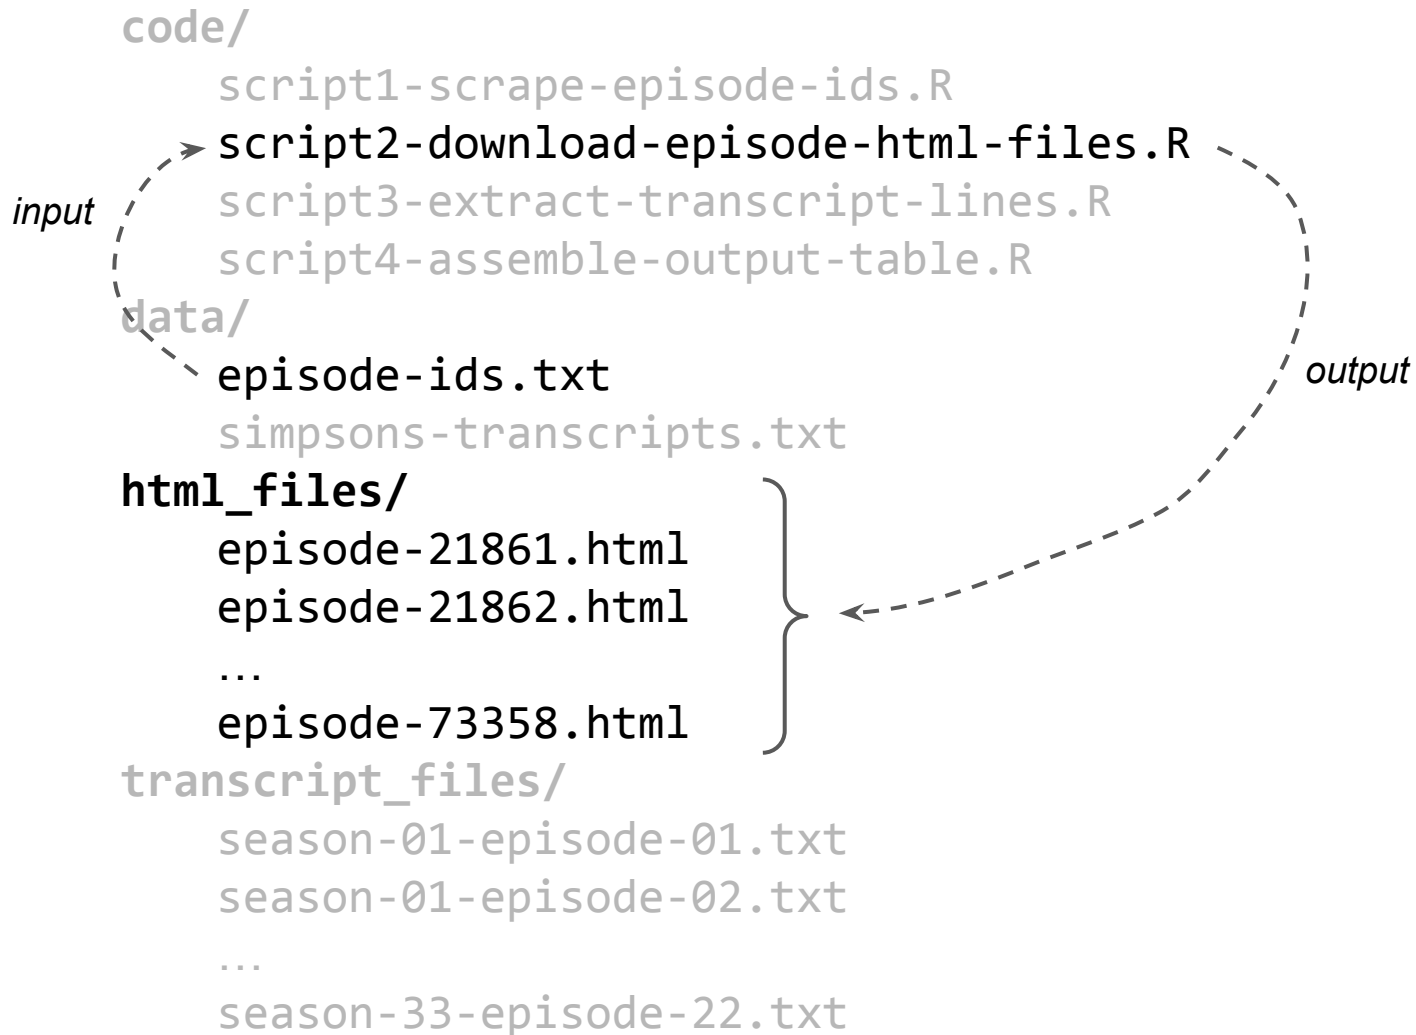 code/
script1-scrape-episode-ids.R
script2-download-episode-html-files.R
input
script3-extract-transcript-lines.R
script4-assemble-output-table.R
data/
episode-ids.txt
output
simpsons-transcripts.txt
html_files/
episode-21861.html
episode-21862.html
...
episode-73358.html
transcript_files/
season-01-episode-01.txt
season-01-episode-02.txt
...
season-33-episode-22.txt